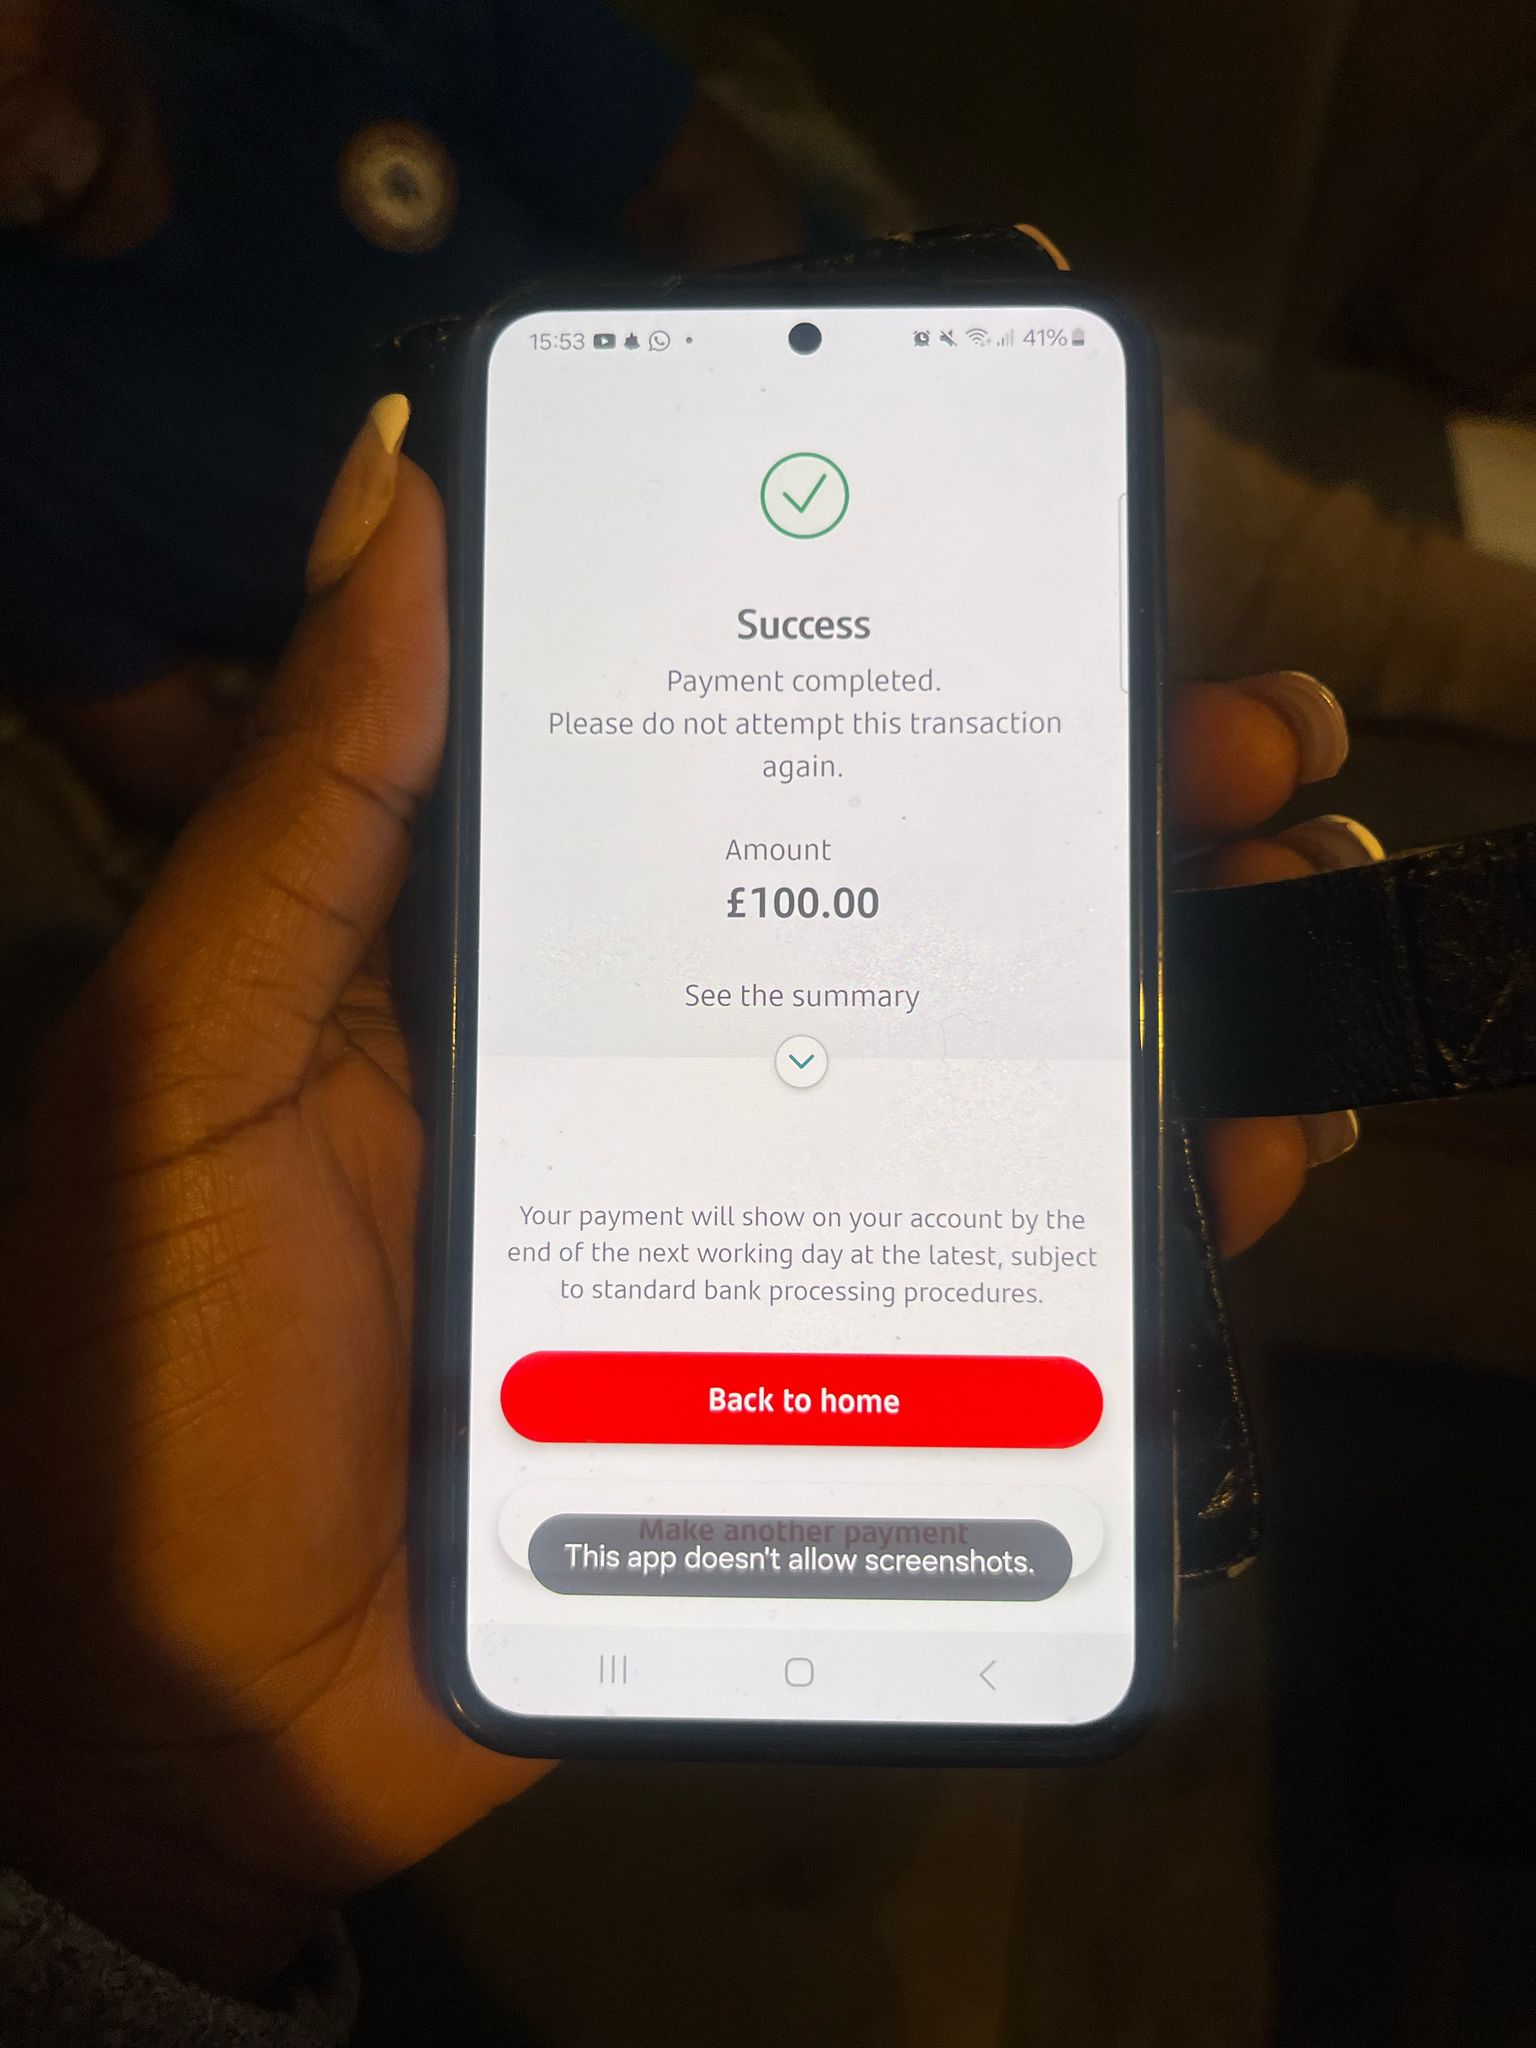 15:53
41%
Success
Payment completed.
Please do not attempt this transaction
again.
Amount
£100.00
See the summary
Your payment will show on your account by the
end of the next working day at the latest, subject
to standard bank processing procedures.
Back to home
Make another payment
This app doesn't allow screenshots.